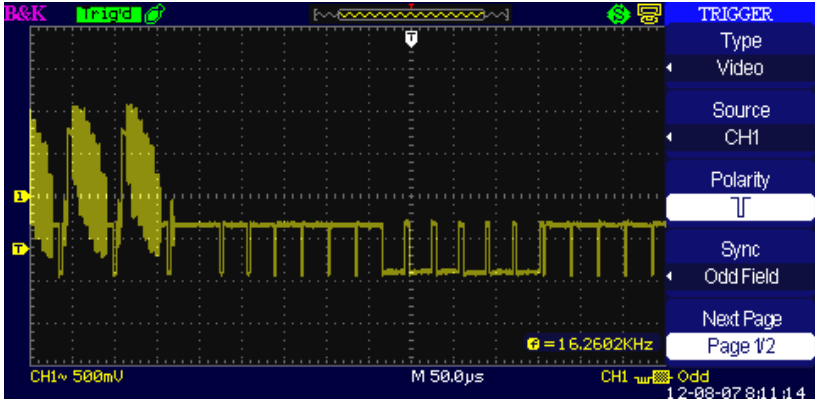 B&K Trig'd S TRIGGER
T
Type
Video
Source
CH1
Polarity
1
T
Sync
Odd Field
Next Page
f = 16.2602KHz
Page 1/2
CH1~ 500mV M 50.0µs CH1 Odd
12-08-07 8:11:14